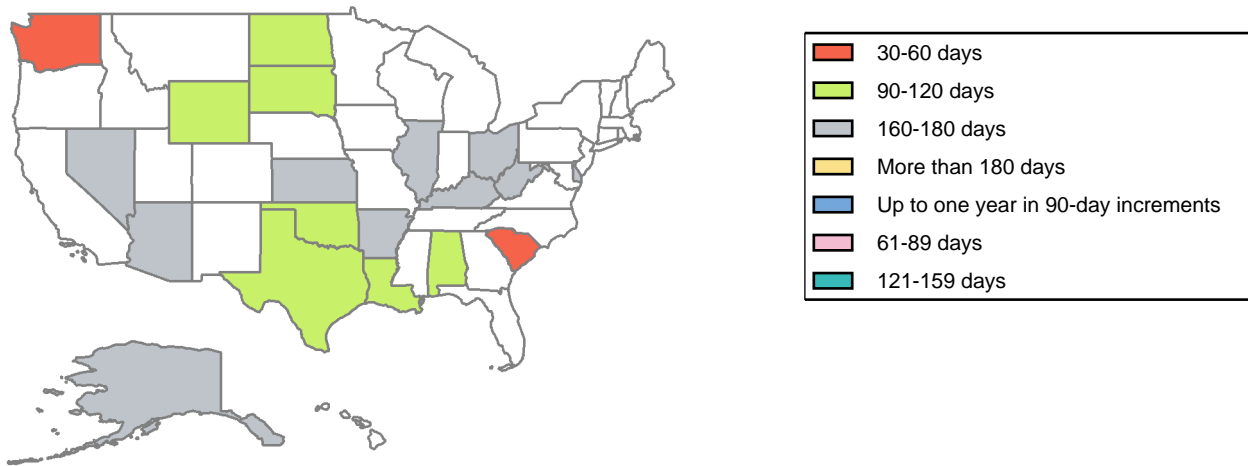 30-60 days
90-120 days
160-180 days
More than 180 days
Up to one year in 90-day increments
61-89 days
121-159 days